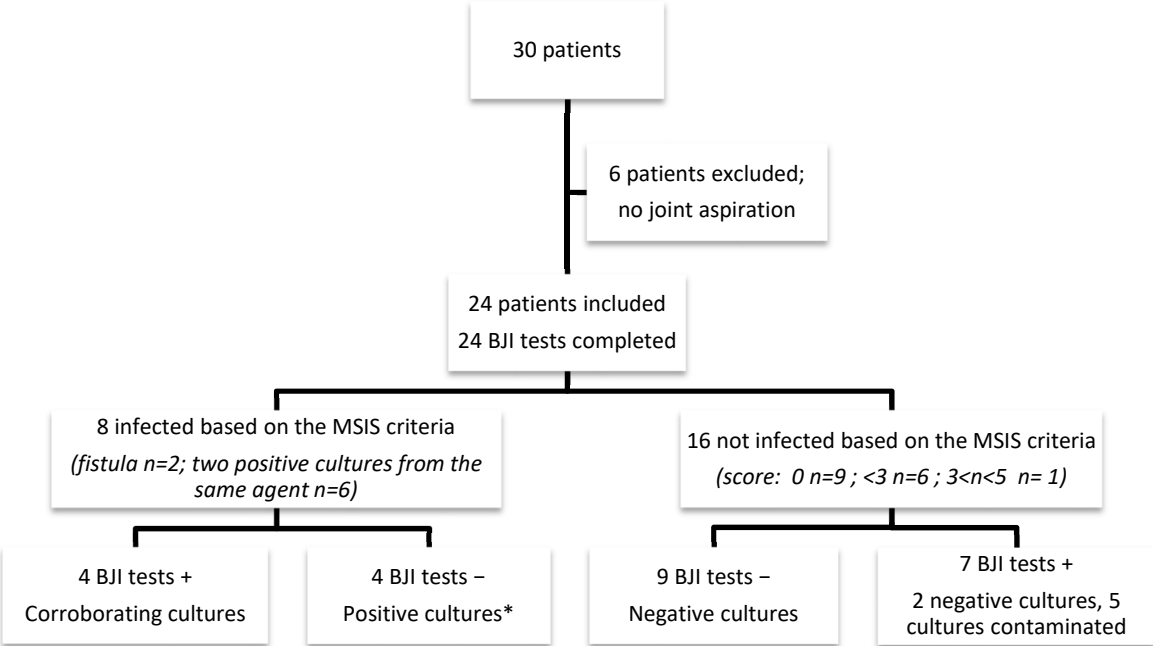 30 patients
6 patients excluded;
no joint aspiration
24 patients included
24 BJI tests completed
8 infected based on the MSIS criteria
(fistula n=2; two positive cultures from the
same agent n=6)
16 not infected based on the MSIS criteria
(score:  0 n=9 ; <3 n=6 ; 3<n<5  n= 1)
4 BJI tests +
Corroborating cultures
4 BJI tests −
Positive cultures*
9 BJI tests −
Negative cultures
7 BJI tests +
2 negative cultures, 5
cultures contaminated